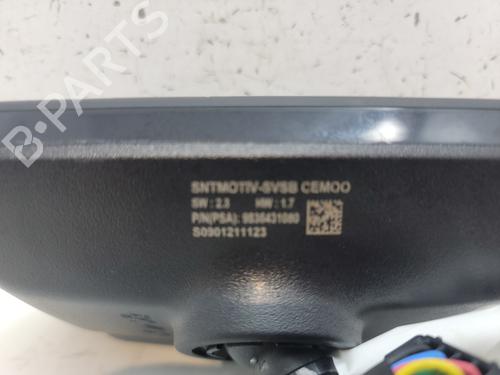 B-PARTS
SNTMOTIV-SVSB CEMOO
SW : 2.3 HW : 1.7
P/N(PSA): 9836431080
S0901211123